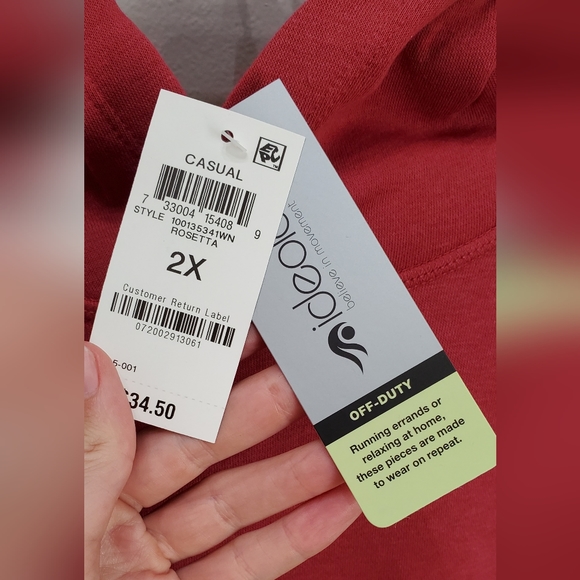 CASUAL
7 33004 15408 9
STYLE 100135341WN
ROSETTA
2X
Customer Return Label
072002913061
5-001
$34.50
ideolo
believe in movement
OFF-DUTY
Running errands or
relaxing at home,
these pieces are made
to wear on repeat.